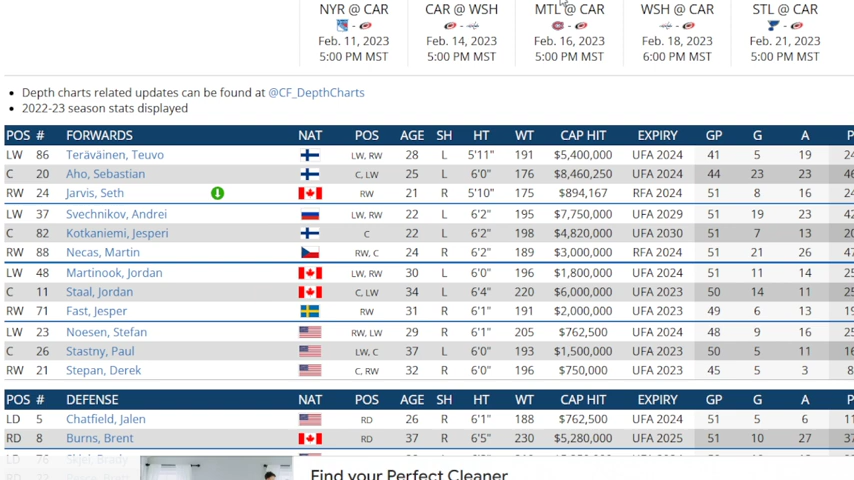 NYR @ CAR CAR @ WSH MTL @ CAR WSH @ CAR STL @ CAR
Feb. 11, 2023 Feb. 14, 2023 Feb. 16, 2023 Feb. 18, 2023 Feb. 21, 2023
5:00 PM MST 5:00 PM MST 5:00 PM MST 6:00 PM MST 5:00 PM MST
• Depth charts related updates can be found at @CF_DepthCharts
• 2022-23 season stats displayed
POS # FORWARDS NAT POS AGE SH HT WT CAP HIT EXPIRY GP G A
LW 86 Teräväinen, Teuvo LW, RW 28 L 5'11" 191 $5,400,000 UFA 2024 41 5 19
C 20 Aho, Sebastian C, LW 25 L 6'0" 176 $8,460,250 UFA 2024 44 23 23
RW 24 Jarvis, Seth RW 21 R 5'10" 175 $894,167 UFA 2024 51 8 16
LW 37 Svechnikov, Andrei LW, RW 22 L 6'2" 195 $7,750,000 UFA 2029 51 19 23
C 82 Kotkaniemi, Jesperi C 22 L 6'2" 198 $4,820,000 UFA 2030 51 7 13
RW 88 Necas, Martin RW, C 24 R 6'2" 189 $3,000,000 RFA 2024 51 21 26
LW 48 Martinook, Jordan LW, RW 30 L 6'0" 196 $1,800,000 UFA 2024 51 11 14
C 11 Staal, Jordan C, LW 34 L 6'4" 220 $6,000,000 UFA 2023 50 14 11
RW 71 Fast, Jesper RW 31 R 6'1" 191 $2,000,000 UFA 2023 49 6 13
LW 23 Noesen, Stefan RW, LW 29 R 6'1" 205 $762,500 UFA 2024 48 9 16
C 26 Stastny, Paul LW, C 37 L 6'0" 193 $1,500,000 UFA 2023 50 5 11
RW 21 Stepan, Derek C, RW 32 R 6'0" 196 $750,000 UFA 2023 45 5 3 8
POS # DEFENSE NAT POS AGE SH HT WT CAP HIT EXPIRY GP G A
LD 5 Chatfield, Jalen RD 26 R 6'1" 188 $762,500 UFA 2024 51 5 6
RD 8 Burns, Brent RD 37 R 6'5" 230 $5,280,000 UFA 2025 51 10 27
Find your Perfect Cleaner